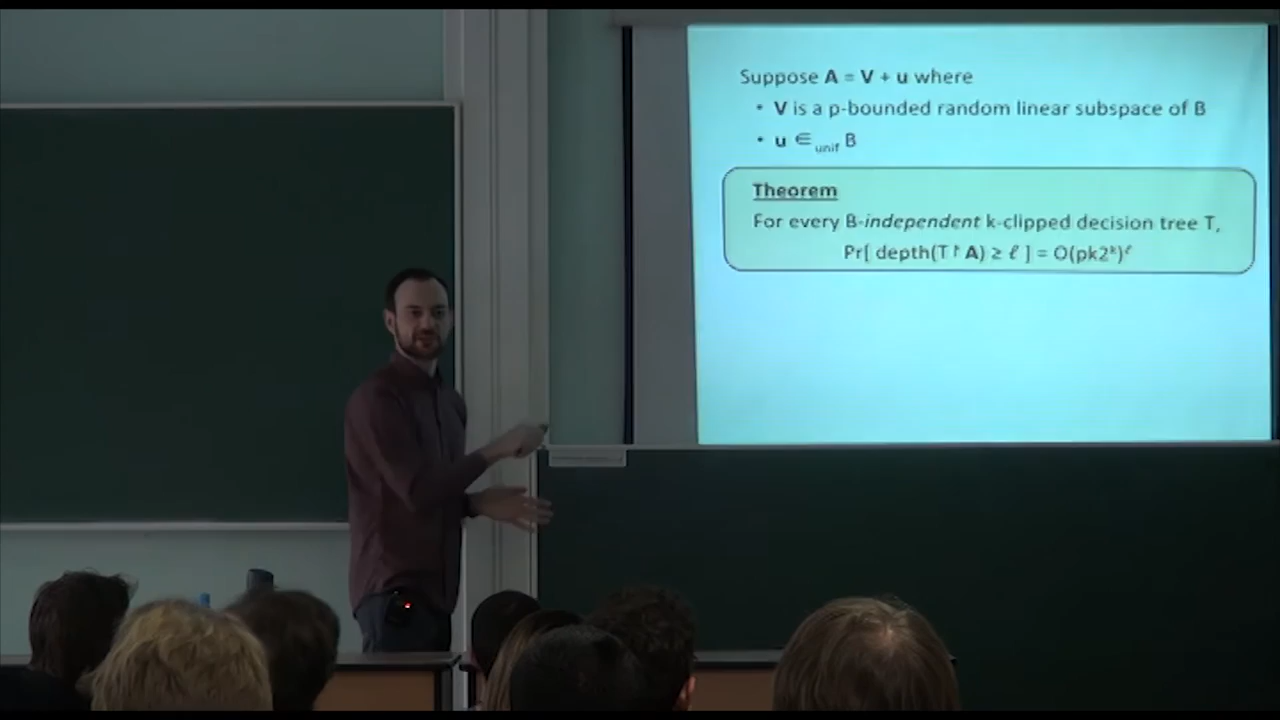 Suppose A = V + u where
• V is a p-bounded random linear subspace of B
• u ∈ unif B
Theorem
For every B-independent k-clipped decision tree T,
Pr[ depth(T↾A) ≥ ℓ ] = O(pk2ᵏ)ˡ